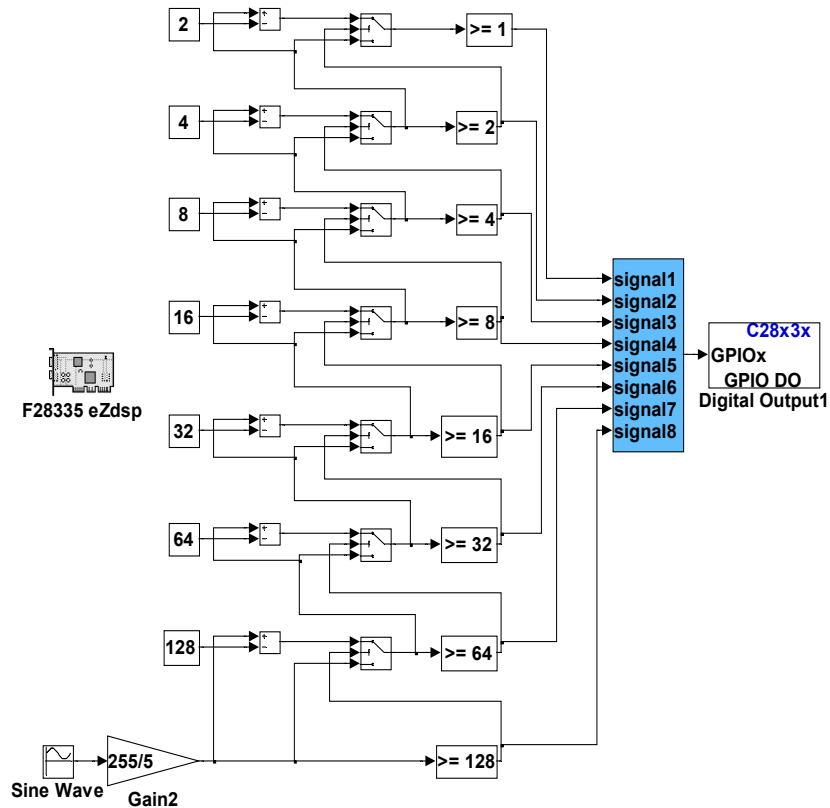 2
+
−
>= 1
4
+
−
>= 2
8
+
−
>= 4
signal1
signal2
signal3
signal4
signal5
signal6
signal7
signal8
16
+
−
>= 8
C28x3x
GPIOx
GPIO DO
Digital Output1
F28335 eZdsp
32
+
−
>= 16
64
+
−
>= 32
128
+
−
>= 64
255/5
>= 128
Sine Wave
Gain2